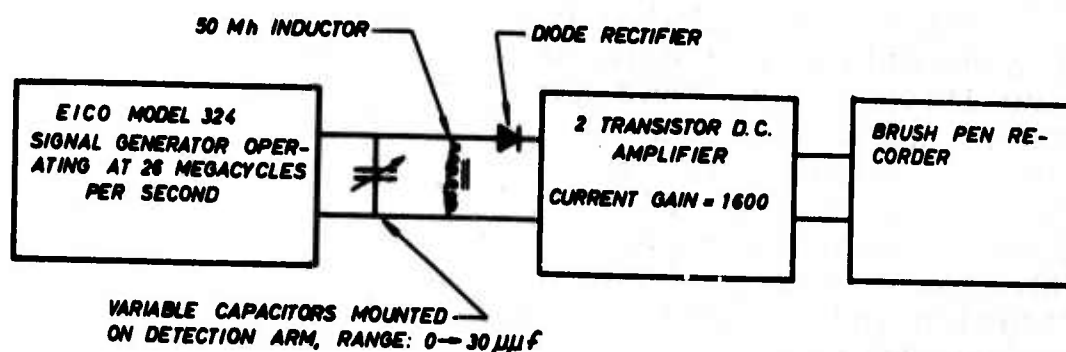 50 Mh INDUCTOR
DIODE RECTIFIER
EICO MODEL 324
SIGNAL GENERATOR OPER-
ATING AT 26 MEGACYCLES
PER SECOND
2 TRANSISTOR D.C.
AMPLIFIER
CURRENT GAIN = 1600
BRUSH PEN RE-
CORDER
VARIABLE CAPACITORS MOUNTED
ON DETECTION ARM, RANGE: 0→30 μμf